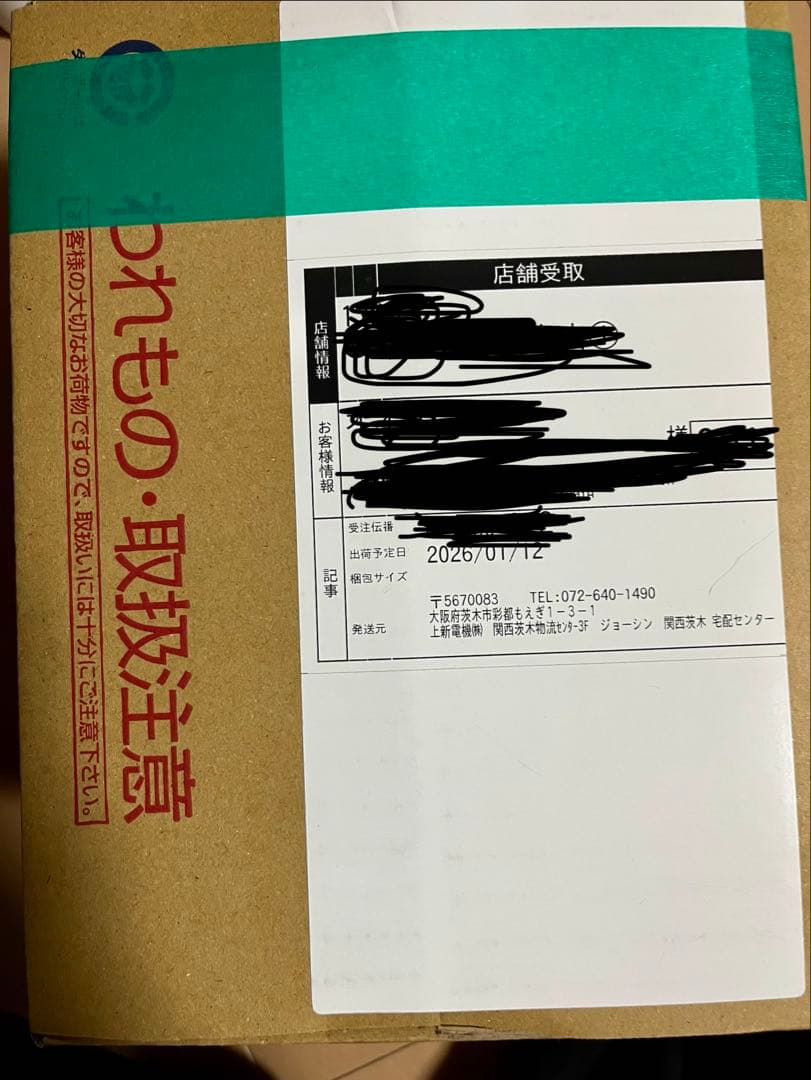 店舗受取
店舗情報
お客様情報
様
記事
受注伝番
出荷予定日 2026/01/12
梱包サイズ
発送元
〒5670083 TEL:072-640-1490
大阪府茨木市彩都もえぎ1-3-1
上新電機㈱ 関西茨木物流ｾﾝﾀｰ3F ジョーシン 関西茨木 宅配センター
われもの・取扱注意
お客様の大切なお荷物ですので、取扱いには十分にご注意下さい。